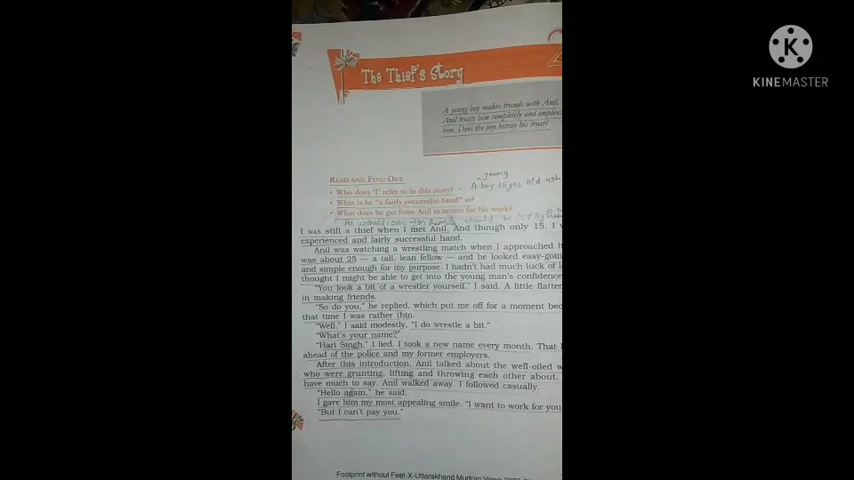 K
KINEMASTER
The Thief's Story
A young boy makes friends with Anil.
Anil trusts him completely and employs
him. Does the boy betray his trust?
READ AND FIND OUT
young
• Who does 'I' refer to in this story? - A boy 15 old
• What is he "a fairly successful hand" at?
• What does he get from Anil in return for his work?
I was still a thief when I met Anil. And though only 15, I
experienced and fairly successful hand.
Anil was watching a wrestling match when I approached h
was about 25 — a tall, lean fellow — and he looked easy-goin
and simple enough for my purpose. I hadn't had much luck of l
thought I might be able to get into the young man's confidence
"You look a bit of a wrestler yourself," I said. A little flatter
in making friends.
"So do you," he replied, which put me off for a moment bec
that time I was rather thin.
"Well," I said modestly, "I do wrestle a bit."
"What's your name?"
"Hari Singh," I lied. I took a new name every month. That
ahead of the police and my former employers.
After this introduction, Anil talked about the well-oiled w
who were grunting, lifting and throwing each other about.
have much to say. Anil walked away. I followed casually.
"Hello again," he said.
I gave him my most appealing smile. "I want to work for you
"But I can't pay you."
Footprint without Feet-X-Uttarakhand Mudran